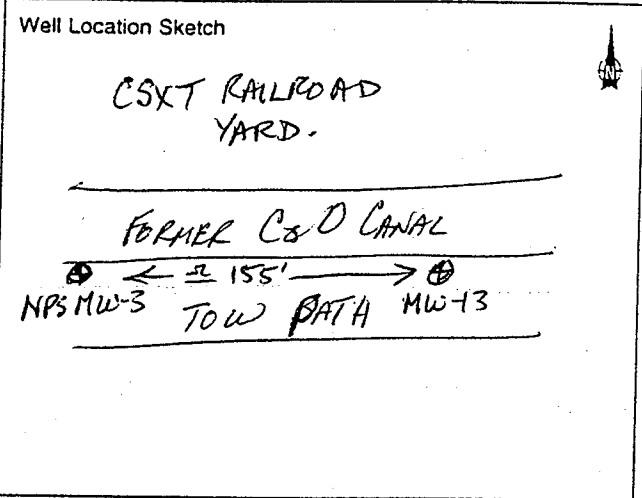 Well Location Sketch
N
CSXT RAILROAD
YARD.
FORMER C&O CANAL
← ± 155' →
NPS MW-3 TOW PATH MW-13